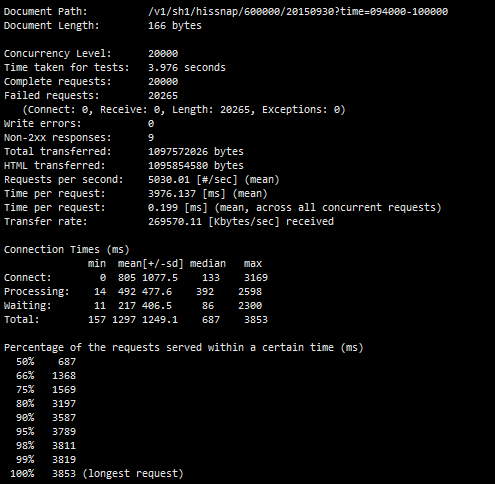 Document Path:          /v1/sh1/hissnap/600000/20150930?time=094000-100000
Document Length:        166 bytes
Concurrency Level:      20000
Time taken for tests:   3.976 seconds
Complete requests:      20000
Failed requests:        20265
   (Connect: 0, Receive: 0, Length: 20265, Exceptions: 0)
Write errors:           0
Non-2xx responses:      9
Total transferred:      1097572026 bytes
HTML transferred:       1095854580 bytes
Requests per second:    5030.01 [#/sec] (mean)
Time per request:       3976.137 [ms] (mean)
Time per request:       0.199 [ms] (mean, across all concurrent requests)
Transfer rate:          269570.11 [Kbytes/sec] received
Connection Times (ms)
              min  mean[+/-sd] median   max
Connect:        0  805 1077.5    133    3169
Processing:    14  492 477.6    392    2598
Waiting:       11  217 406.5     86    2300
Total:        157 1297 1249.1    687    3853
Percentage of the requests served within a certain time (ms)
  50%    687
  66%   1368
  75%   1569
  80%   3197
  90%   3587
  95%   3789
  98%   3811
  99%   3819
 100%   3853 (longest request)